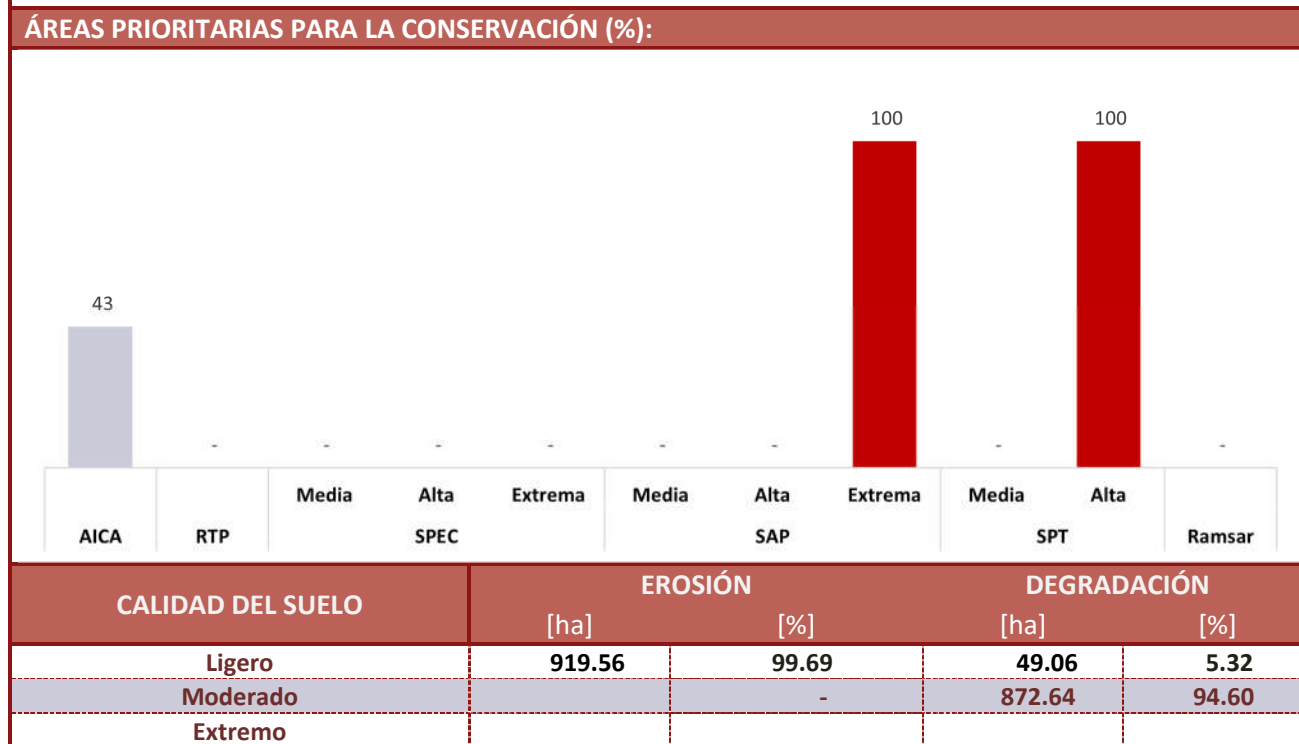 ÁREAS PRIORITARIAS PARA LA CONSERVACIÓN (%):
100 100
43
- - - - - - - -
Media Alta Extrema Media Alta Extrema Media Alta
AICA RTP SPEC SAP SPT Ramsar
CALIDAD DEL SUELO EROSIÓN DEGRADACIÓN
[ha] [%] [ha] [%]
Ligero 919.56 99.69 49.06 5.32
Moderado - 872.64 94.60
Extremo